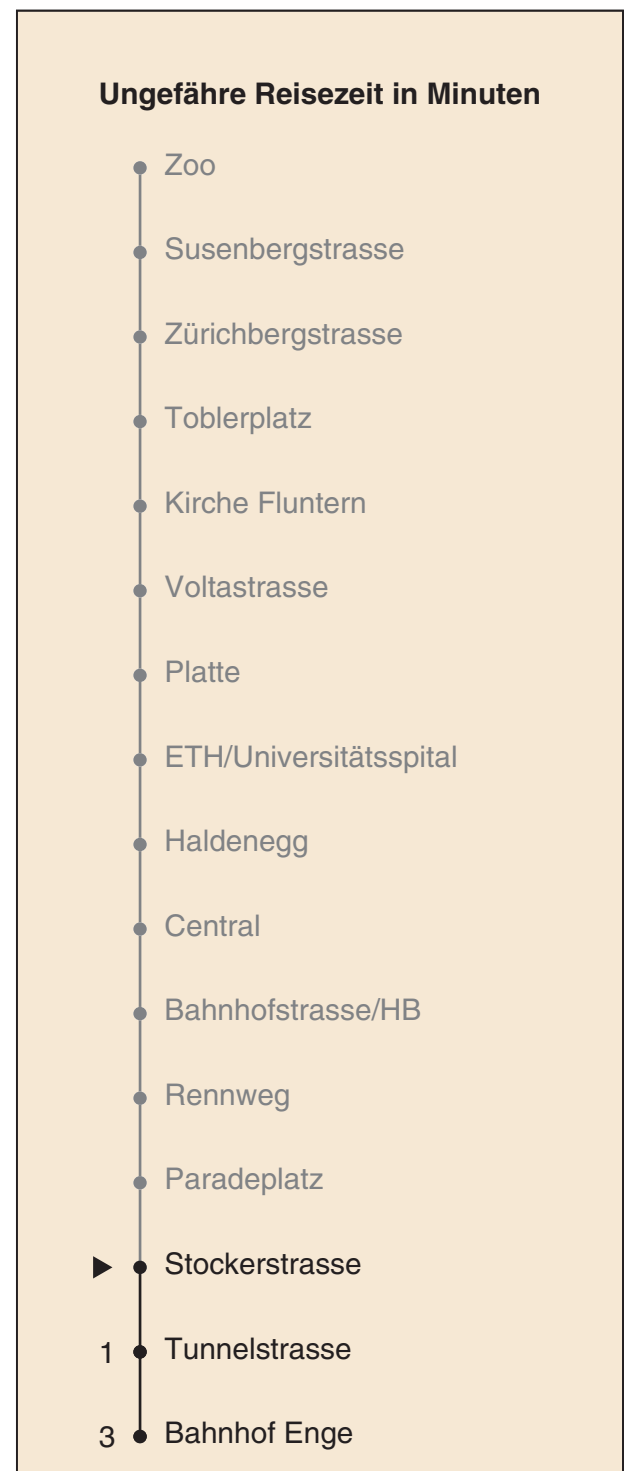 Ungefähre Reisezeit in Minuten
Zoo
Susenbergstrasse
Zürichbergstrasse
Toblerplatz
Kirche Fluntern
Voltastrasse
Platte
ETH/Universitätsspital
Haldenegg
Central
Bahnhofstrasse/HB
Rennweg
Paradeplatz
▶ Stockerstrasse
1 Tunnelstrasse
3 Bahnhof Enge